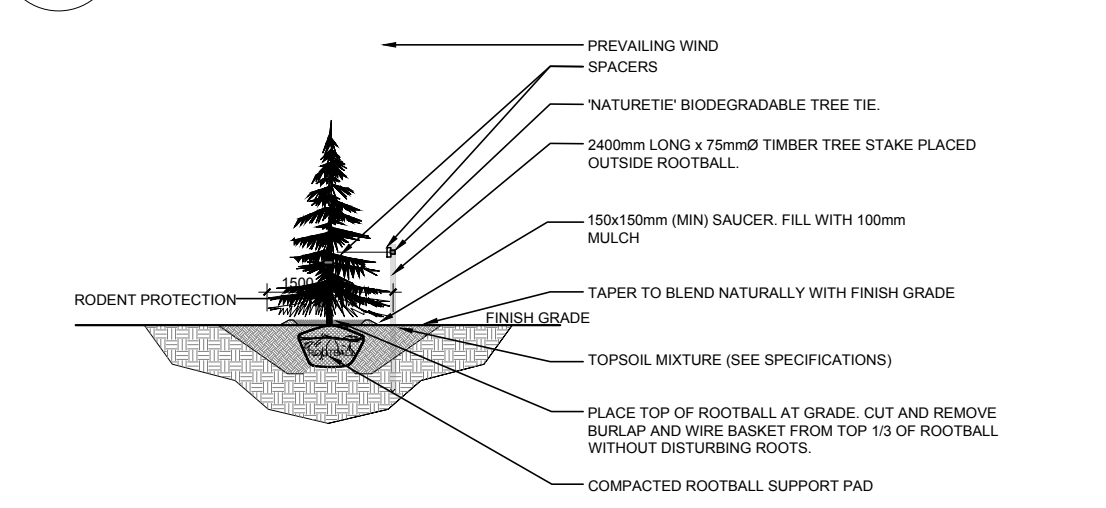 PREVAILING WIND
SPACERS
'NATURETIE' BIODEGRADABLE TREE TIE.
2400mm LONG x 75mmØ TIMBER TREE STAKE PLACED
OUTSIDE ROOTBALL.
150x150mm (MIN) SAUCER. FILL WITH 100mm
MULCH
1500
RODENT PROTECTION
TAPER TO BLEND NATURALLY WITH FINISH GRADE
FINISH GRADE
ROOTBALL
TOPSOIL MIXTURE (SEE SPECIFICATIONS)
PLACE TOP OF ROOTBALL AT GRADE. CUT AND REMOVE
BURLAP AND WIRE BASKET FROM TOP 1/3 OF ROOTBALL
WITHOUT DISTURBING ROOTS.
COMPACTED ROOTBALL SUPPORT PAD